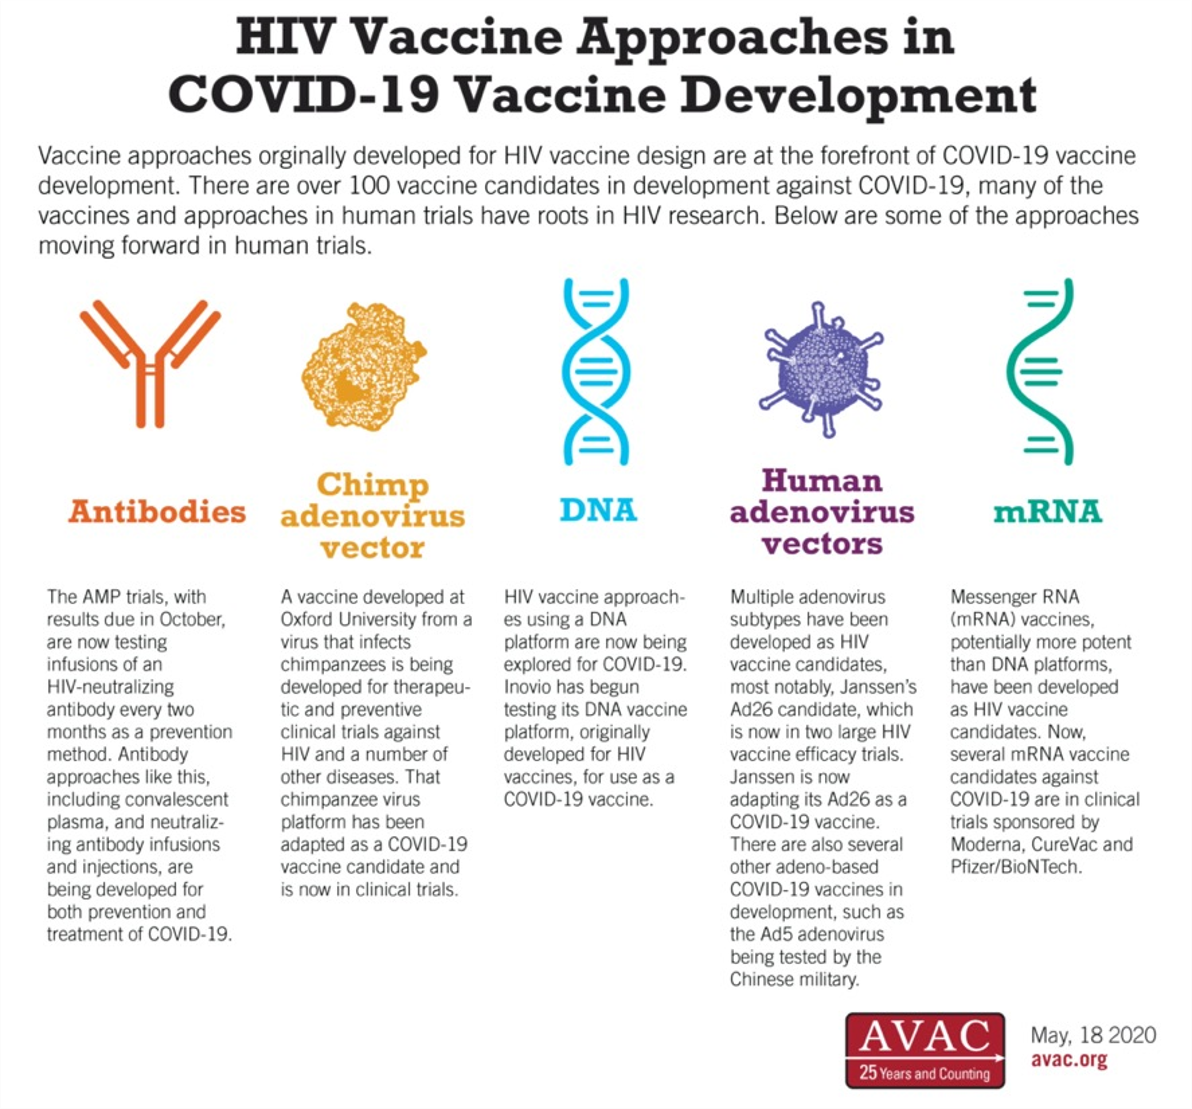 HIV Vaccine Approaches in
COVID-19 Vaccine Development
Vaccine approaches orginally developed for HIV vaccine design are at the forefront of COVID-19 vaccine
development. There are over 100 vaccine candidates in development against COVID-19, many of the
vaccines and approaches in human trials have roots in HIV research. Below are some of the approaches
moving forward in human trials.
Antibodies
The AMP trials, with
results due in October,
are now testing
infusions of an
HIV-neutralizing
antibody every two
months as a prevention
method. Antibody
approaches like this,
including convalescent
plasma, and neutraliz-
ing antibody infusions
and injections, are
being developed for
both prevention and
treatment of COVID-19.
Chimp
adenovirus
vector
A vaccine developed at
Oxford University from a
virus that infects
chimpanzees is being
developed for therapeu-
tic and preventive
clinical trials against
HIV and a number of
other diseases. That
chimpanzee virus
platform has been
adapted as a COVID-19
vaccine candidate and
is now in clinical trials.
DNA
HIV vaccine approach-
es using a DNA
platform are now being
explored for COVID-19.
Inovio has begun
testing its DNA vaccine
platform, originally
developed for HIV
vaccines, for use as a
COVID-19 vaccine.
Human
adenovirus
vectors
Multiple adenovirus
subtypes have been
developed as HIV
vaccine candidates,
most notably, Janssen's
Ad26 candidate, which
is now in two large HIV
vaccine efficacy trials.
Janssen is now
adapting its Ad26 as a
COVID-19 vaccine.
There are also several
other adeno-based
COVID-19 vaccines in
development, such as
the Ad5 adenovirus
being tested by the
Chinese military.
mRNA
Messenger RNA
(mRNA) vaccines,
potentially more potent
than DNA platforms,
have been developed
as HIV vaccine
candidates. Now,
several mRNA vaccine
candidates against
COVID-19 are in clinical
trials sponsored by
Moderna, CureVac and
Pfizer/BioNTech.
AVAC
25 Years and Counting
May, 18 2020
avac.org